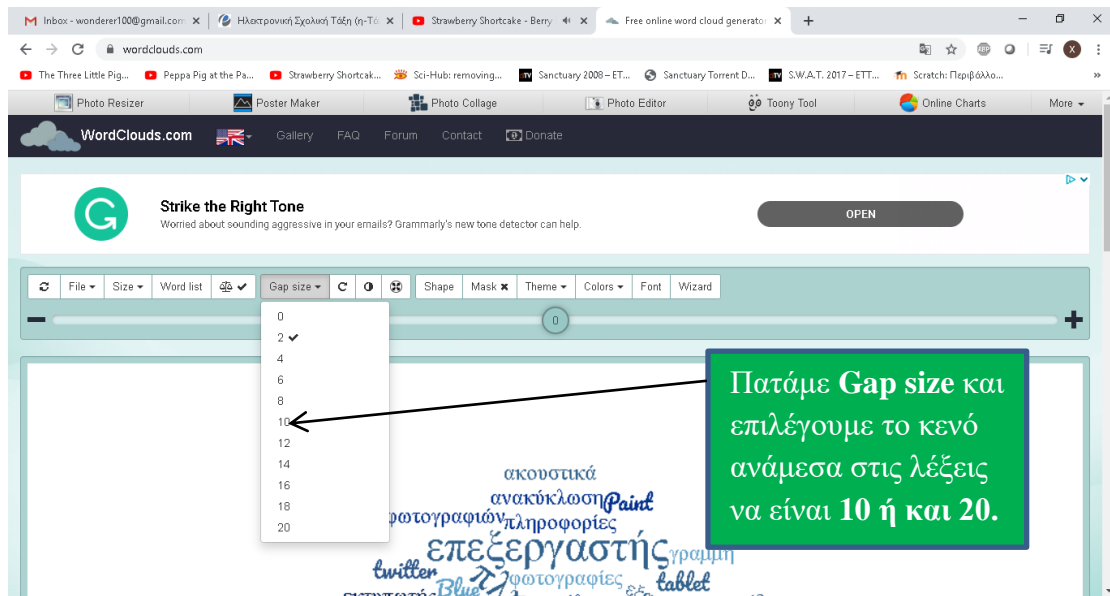 Inbox - wonderer100@gmail.com
Ηλεκτρονική Σχολική Τάξη (η-Τά
Strawberry Shortcake - Berry
Free online word cloud generator
wordclouds.com
The Three Little Pig...
Peppa Pig at the Pa...
Strawberry Shortcak...
Sci-Hub: removing...
Sanctuary 2008 – ET...
Sanctuary Torrent D...
S.W.A.T. 2017 – ETT...
Scratch: Περιβάλλο...
Photo Resizer
Poster Maker
Photo Collage
Photo Editor
Toony Tool
Online Charts
More
WordClouds.com
Gallery
FAQ
Forum
Contact
Donate
Strike the Right Tone
Worried about sounding aggressive in your emails? Grammarly's new tone detector can help.
OPEN
File
Size
Word list
Gap size
Shape
Mask
Theme
Colors
Font
Wizard
0
0
2
4
6
8
10
12
14
16
18
20
Πατάμε Gap size και
επιλέγουμε το κενό
ανάμεσα στις λέξεις
να είναι 10 ή και 20.
ακουστικά
ανακύκλωση Paint
φωτογραφιών πληροφορίες
επεξεργαστής γραμμή
twitter
Blue
φωτογραφίες
tablet